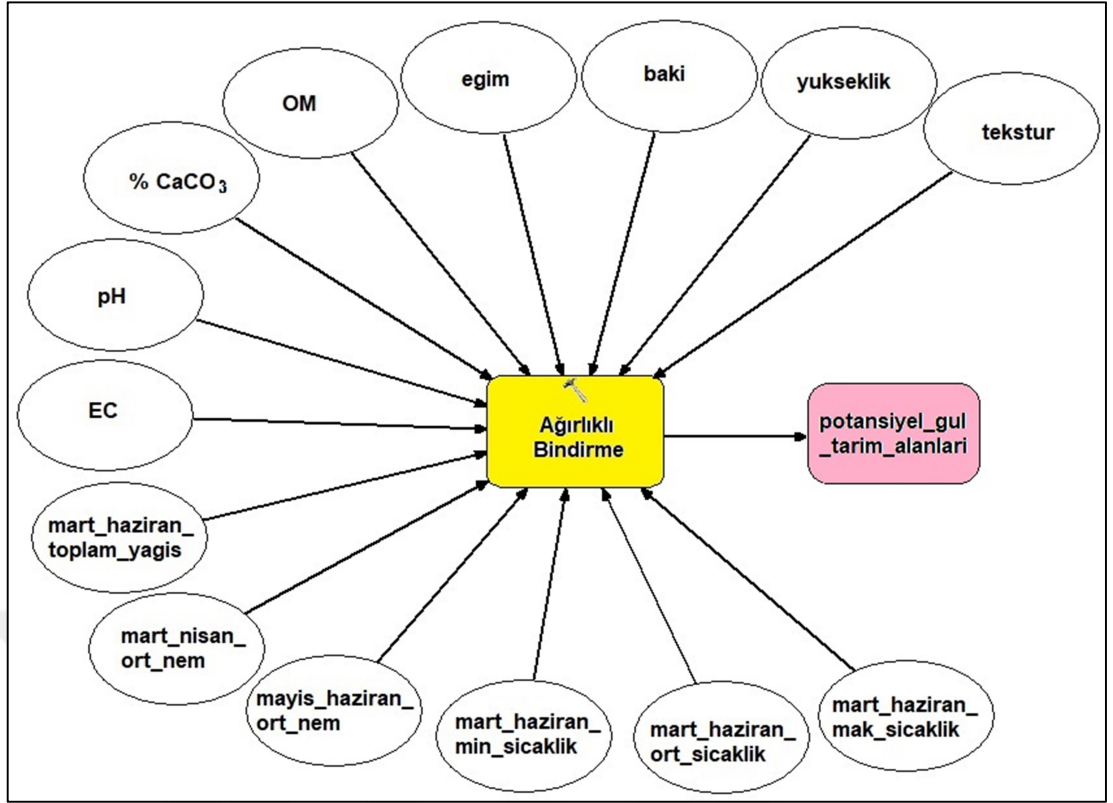 egim
baki
yukseklik
OM
tekstur
% CaCO₃
pH
EC
Ağırlıklı
Bindirme
potansiyel_gul
_tarim_alanlari
mart_haziran_
toplam_yagis
mart_nisan_
ort_nem
mayis_haziran_
ort_nem
mart_haziran_
min_sicaklik
mart_haziran_
ort_sicaklik
mart_haziran_
mak_sicaklik